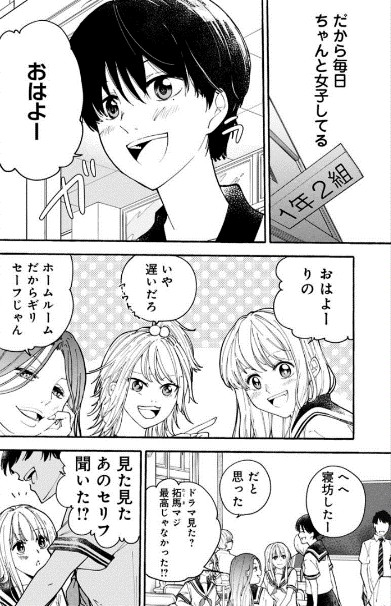 だから毎日
ちゃんと女子してる
1年2組
おはよー
ガラ
おはよー
りの
いや
遅いだろ
ホームルーム
だからギリ
セーフじゃん
へへ
寝坊したー
だと
思った
ドラマ見た?
拓馬マジ
最高じゃなかった!?
見た見た
あのセリフ
聞いた!?